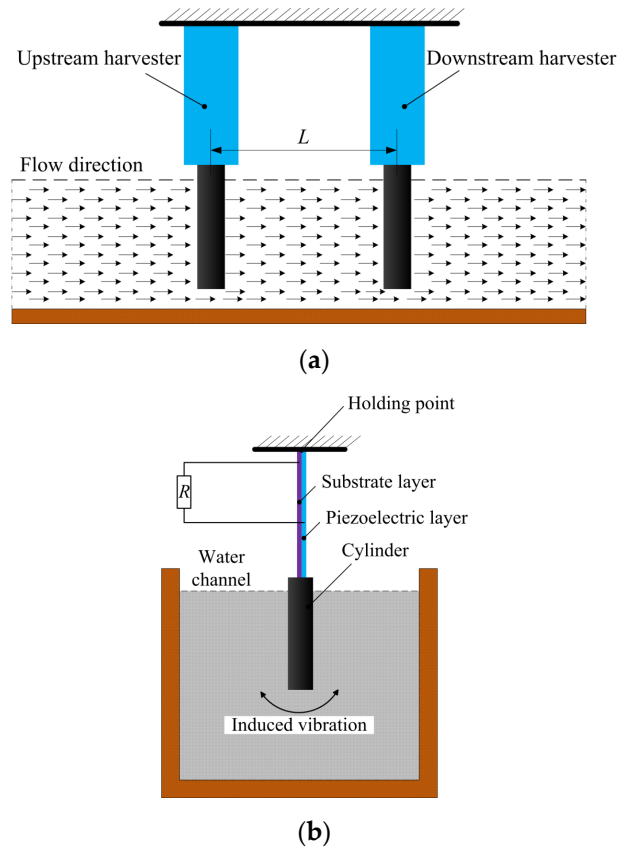 Upstream harvester
Downstream harvester
L
Flow direction
(a)
Holding point
R
Substrate layer
Piezoelectric layer
Cylinder
Water
channel
Induced vibration
(b)